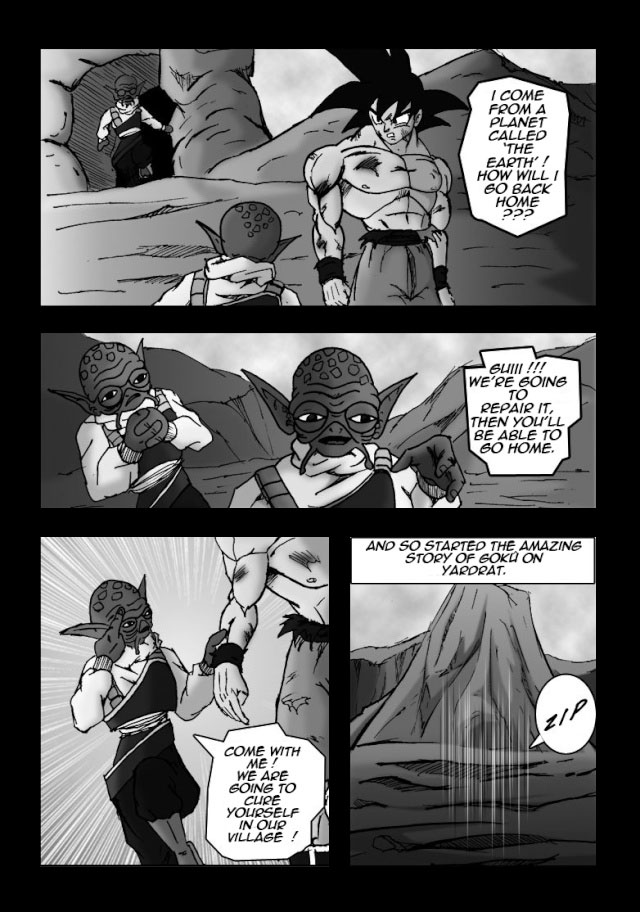 I COME
FROM A
PLANET
CALLED
'THE
EARTH' !
HOW WILL I
GO BACK
HOME
???
GUIII !!!
WE'RE GOING
TO
REPAIR IT,
THEN YOU'LL
BE ABLE TO
GO HOME.
COME WITH
ME !
WE ARE
GOING TO
CURE
YOURSELF
IN OUR
VILLAGE !
AND SO STARTED THE AMAZING
STORY OF GOKU ON
YARDRAT.
ZIP